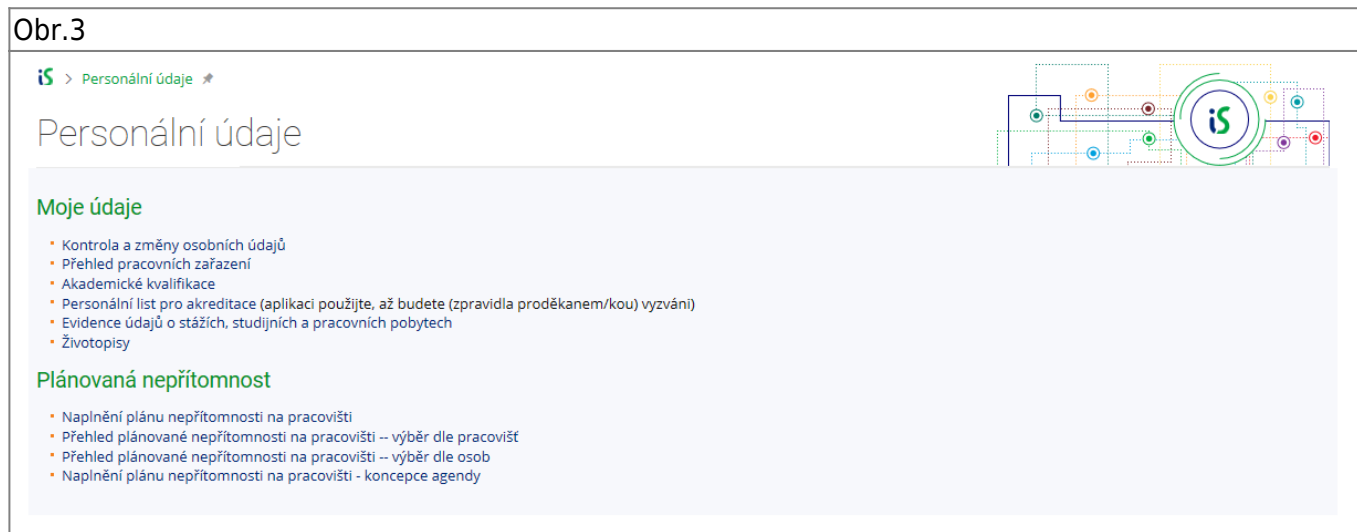 Obr.3
iS > Personální údaje
Personální údaje
iS
Moje údaje
Kontrola a změny osobních údajů
Přehled pracovních zařazení
Akademické kvalifikace
Personální list pro akreditace (aplikaci použijte, až budete (zpravidla proděkanem/kou) vyzváni)
Evidence údajů o stážích, studijních a pracovních pobytech
Životopisy
Plánovaná nepřítomnost
Naplnění plánu nepřítomnosti na pracovišti
Přehled plánované nepřítomnosti na pracovišti -- výběr dle pracovišť
Přehled plánované nepřítomnosti na pracovišti -- výběr dle osob
Naplnění plánu nepřítomnosti na pracovišti - koncepce agendy